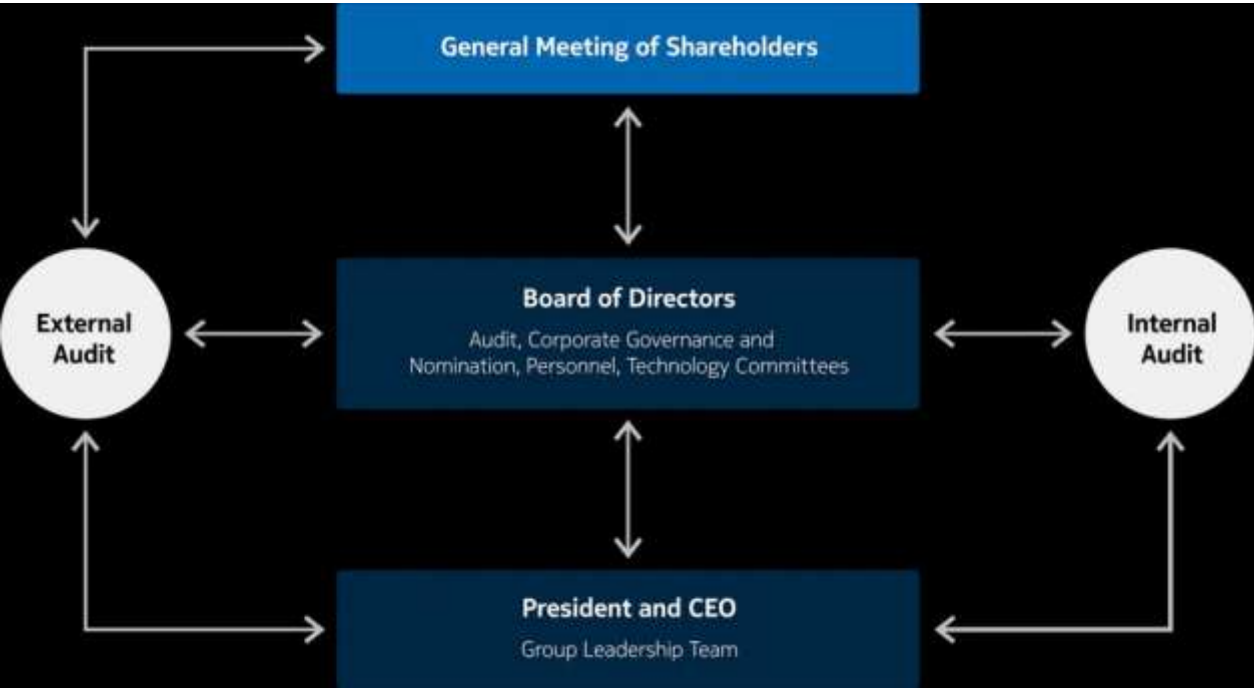 General Meeting of Shareholders
External
Audit
Board of Directors
Audit, Corporate Governance and
Nomination, Personnel, Technology Committees
Internal
Audit
President and CEO
Group Leadership Team